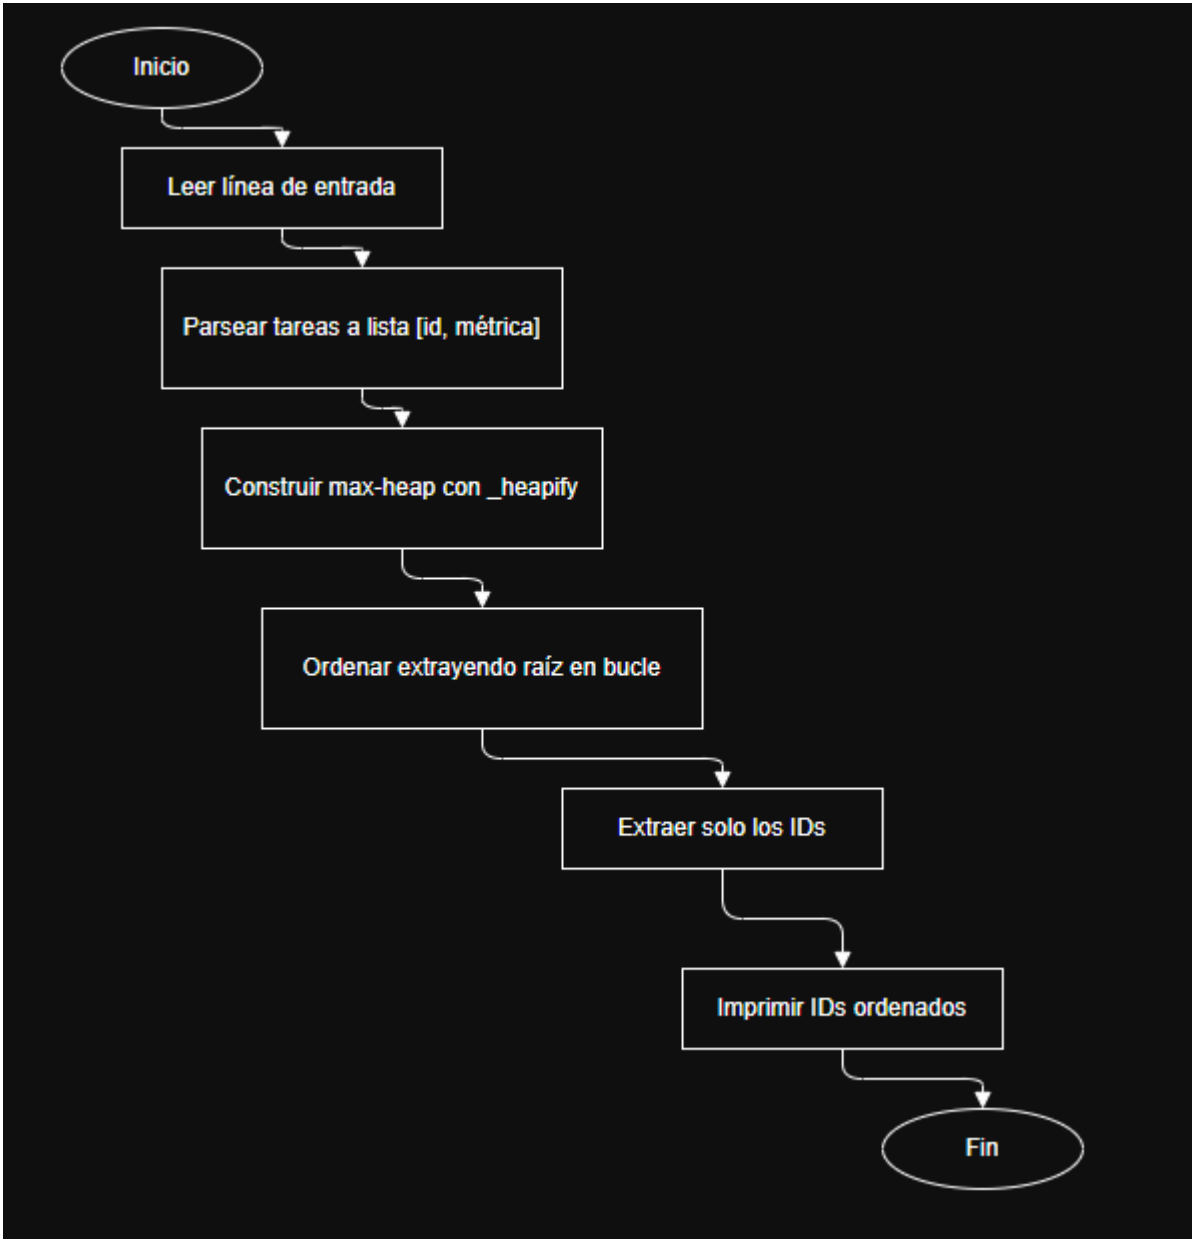 Inicio
Leer línea de entrada
Parsear tareas a lista [id, métrica]
Construir max-heap con _heapify
Ordenar extrayendo raíz en bucle
Extraer solo los IDs
Imprimir IDs ordenados
Fin